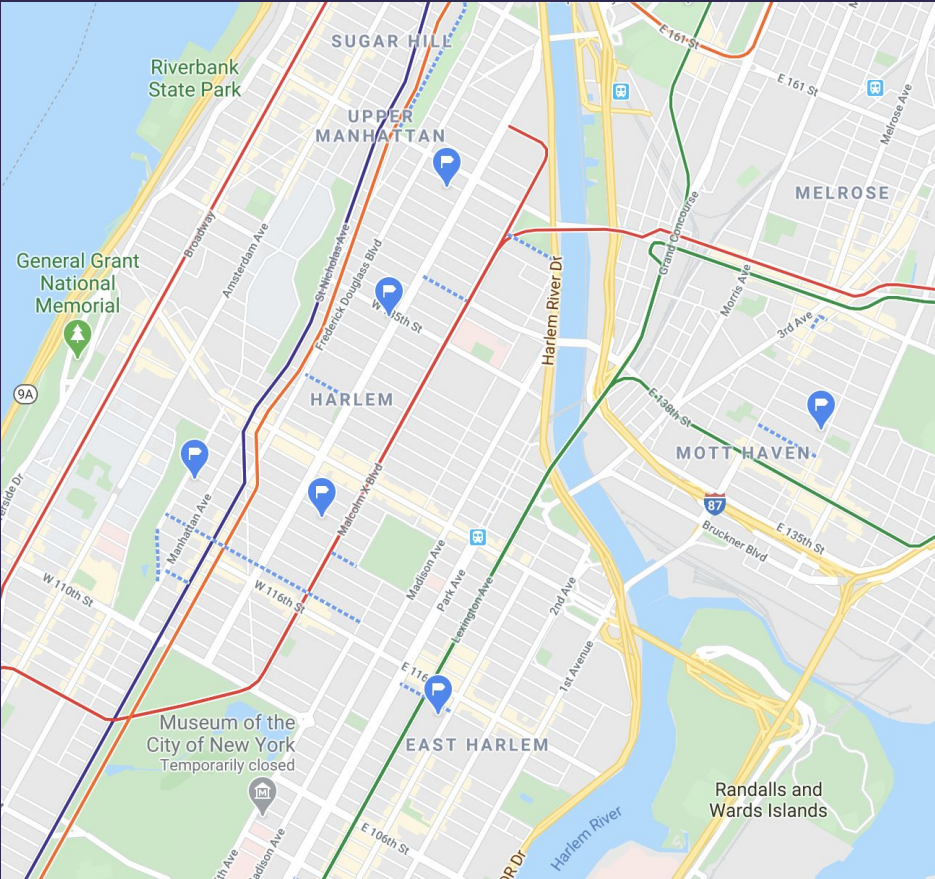 SUGAR HILL
E 161 St
Riverbank
State Park
E 161 St
Melrose Ave
UPPER
MANHATTAN
MELROSE
Broadway
Amsterdam Ave
St Nicholas Ave
Frederick Douglass Blvd
Grand Concourse
General Grant
National
Memorial
Harlem River Dr
Morris Ave
3rd Ave
9A
HARLEM
E 138th St
MOTT HAVEN
Malcolm X Blvd
87
Manhattan Ave
E 135th St
Bruckner Blvd
Madison Ave
Park Ave
Lexington Ave
2nd Ave
W 110th St
W 116th St
E 116
1st Avenue
Museum of the
City of New York
Temporarily closed
EAST HARLEM
Randalls and
Wards Islands
Harlem River
E 106th St